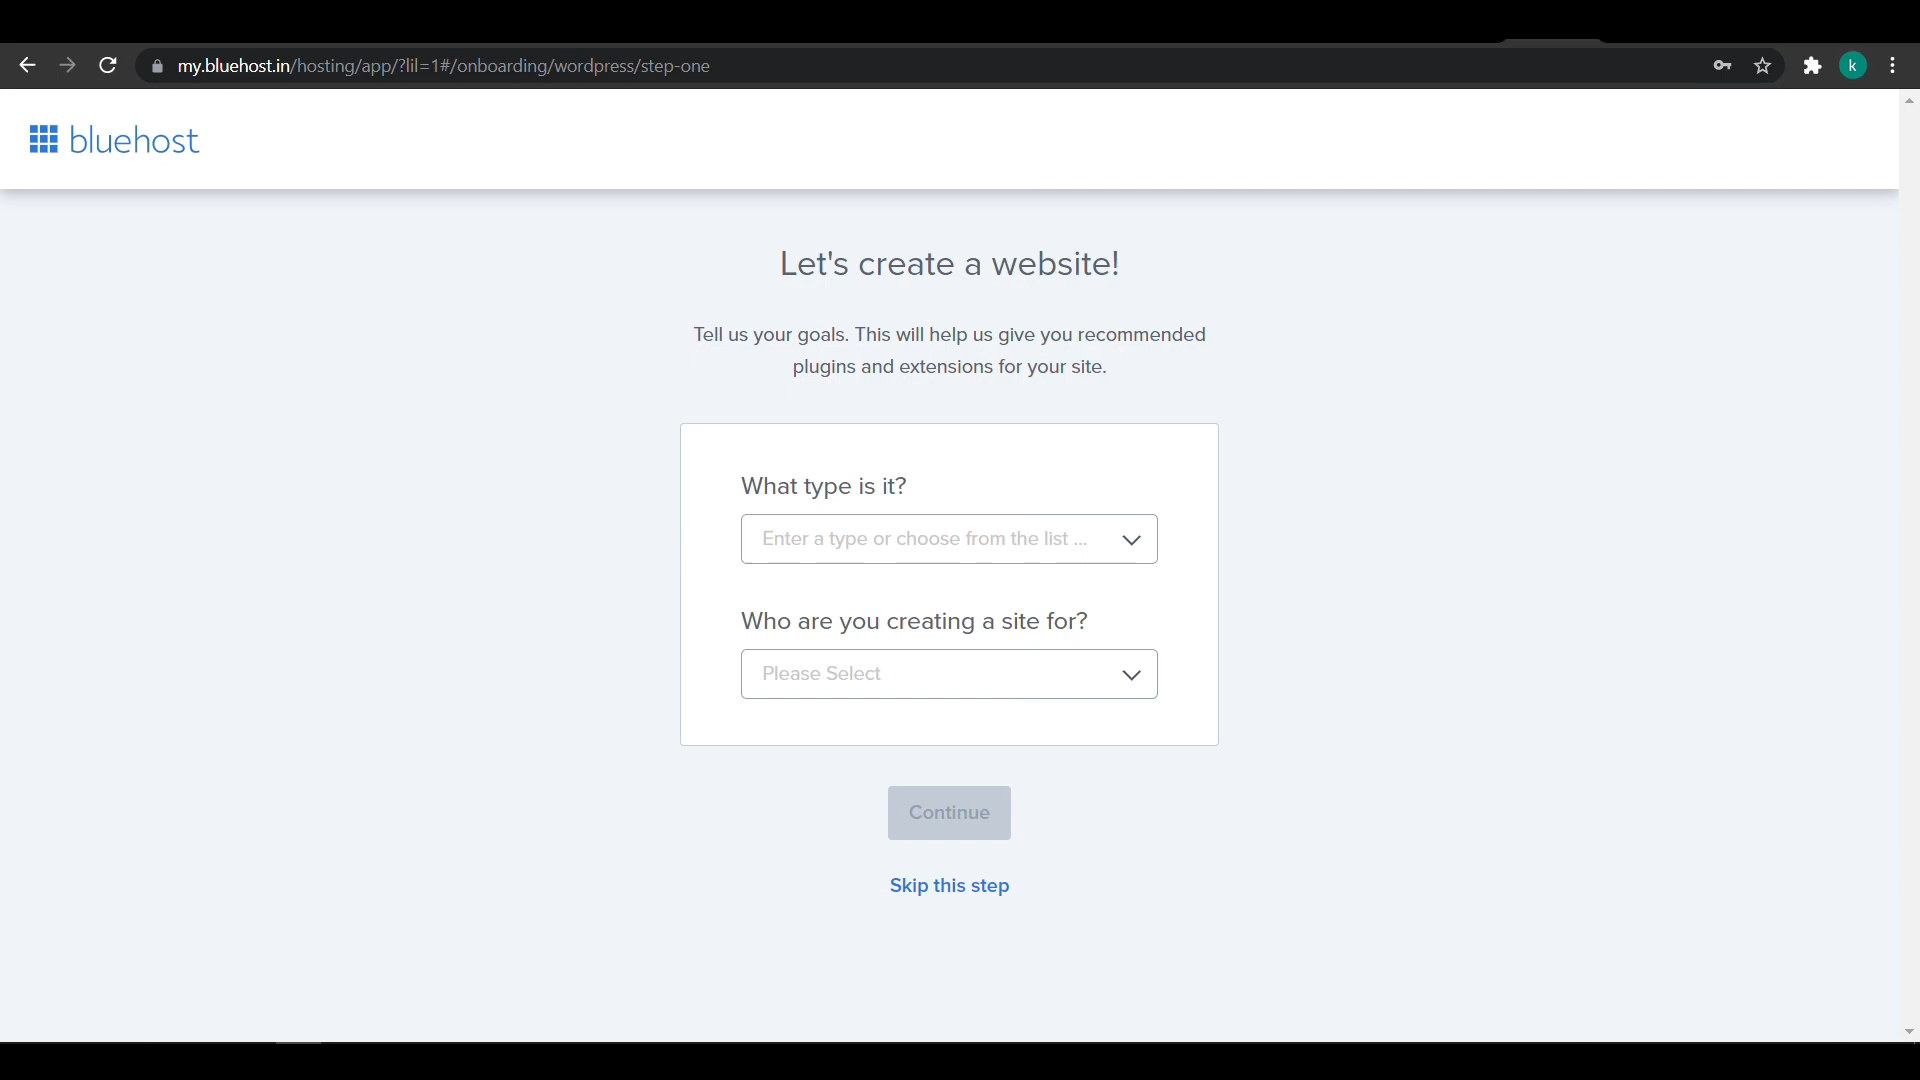 my.bluehost.in/hosting/app/?lil=1#/onboarding/wordpress/step-one
k
bluehost
Let's create a website!
Tell us your goals. This will help us give you recommended
plugins and extensions for your site.
What type is it?
Enter a type or choose from the list ...
Who are you creating a site for?
Please Select
Continue
Skip this step